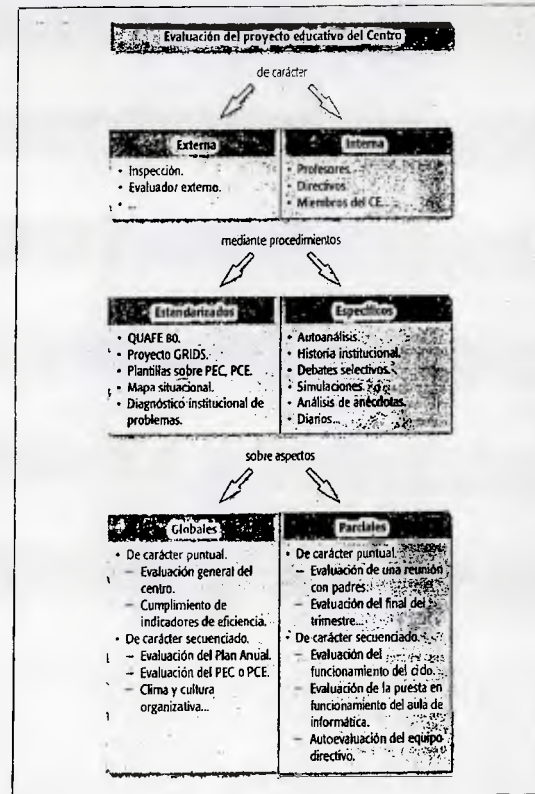 Evaluación del proyecto educativo del Centro
de carácter
Externa
• Inspección.
• Evaluador externo.
• ...
Interna
• Profesores.
• Directivos.
• Miembros del CE.
mediante procedimientos
Estandarizados
• QUAFE 80.
• Proyecto GRIDS.
• Plantillas sobre PEC, PCE.
• Mapa situacional.
• Diagnóstico institucional de
problemas.
Específicos
• Autoanálisis.
• Historia institucional.
• Debates selectivos.
• Simulaciones.
• Análisis de anécdotas.
• Diarios...
sobre aspectos
Globales
• De carácter puntual.
– Evaluación general del
centro.
– Cumplimiento de
indicadores de eficiencia.
• De carácter secuenciado.
– Evaluación del Plan Anual.
– Evaluación del PEC o PCE.
– Clima y cultura
organizativa...
Parciales
• De carácter puntual.
– Evaluación de una reunión
con padres.
– Evaluación del final del
trimestre...
• De carácter secuenciado.
– Evaluación del
funcionamiento del ciclo.
– Evaluación de la puesta en
funcionamiento del aula de
informática.
– Autoevaluación del equipo
directivo.